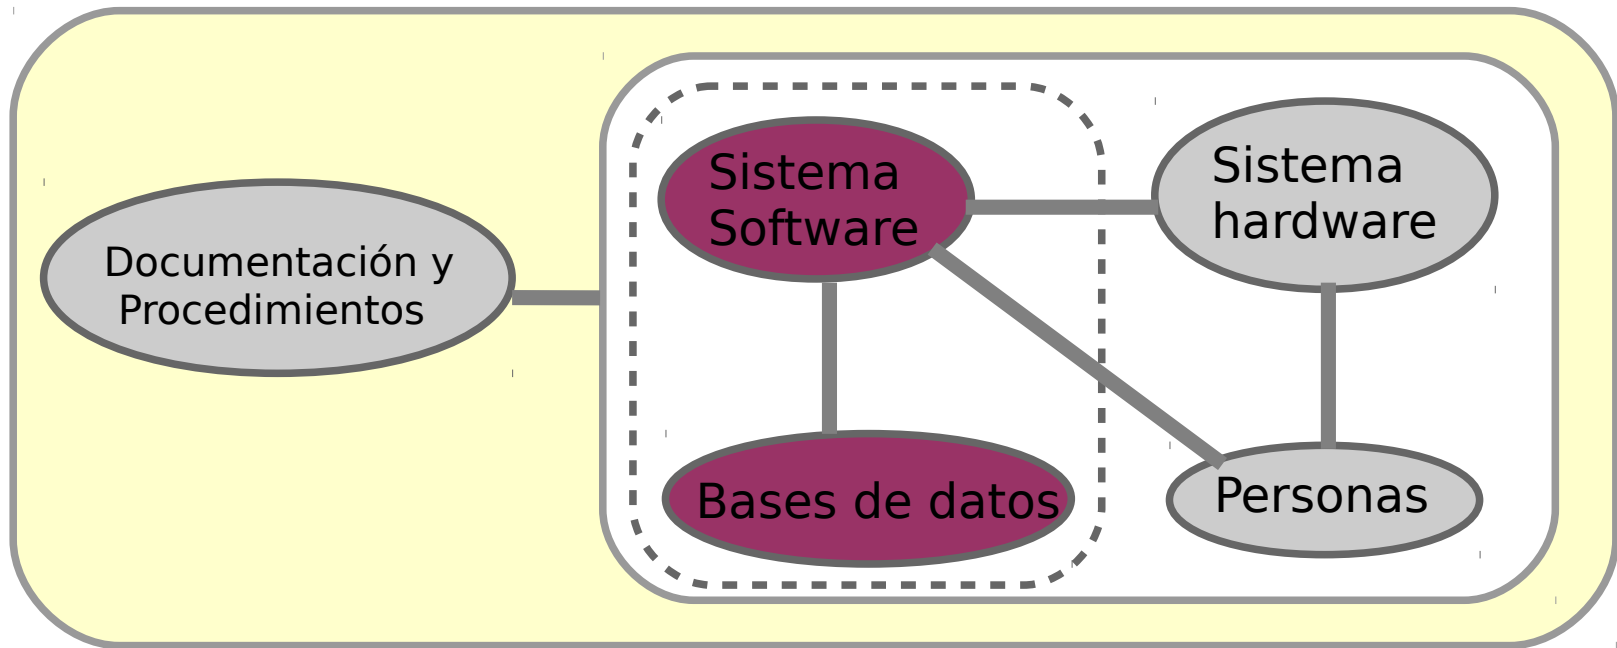 Sistema
Software
Sistema
hardware
Documentación y
Procedimientos
Bases de datos
Personas